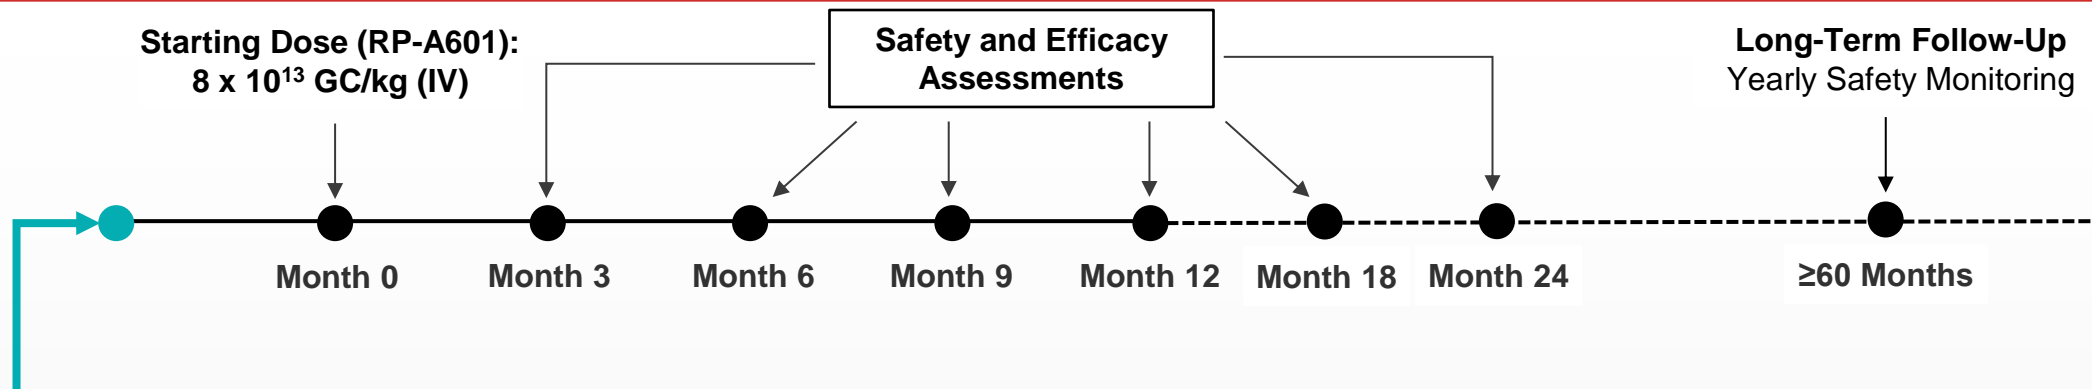 Starting Dose (RP-A601):
8 x 10¹³ GC/kg (IV)
Safety and Efficacy
Assessments
Long-Term Follow-Up
Yearly Safety Monitoring
Month 0
Month 3
Month 6
Month 9
Month 12
Month 18
Month 24
≥60 Months